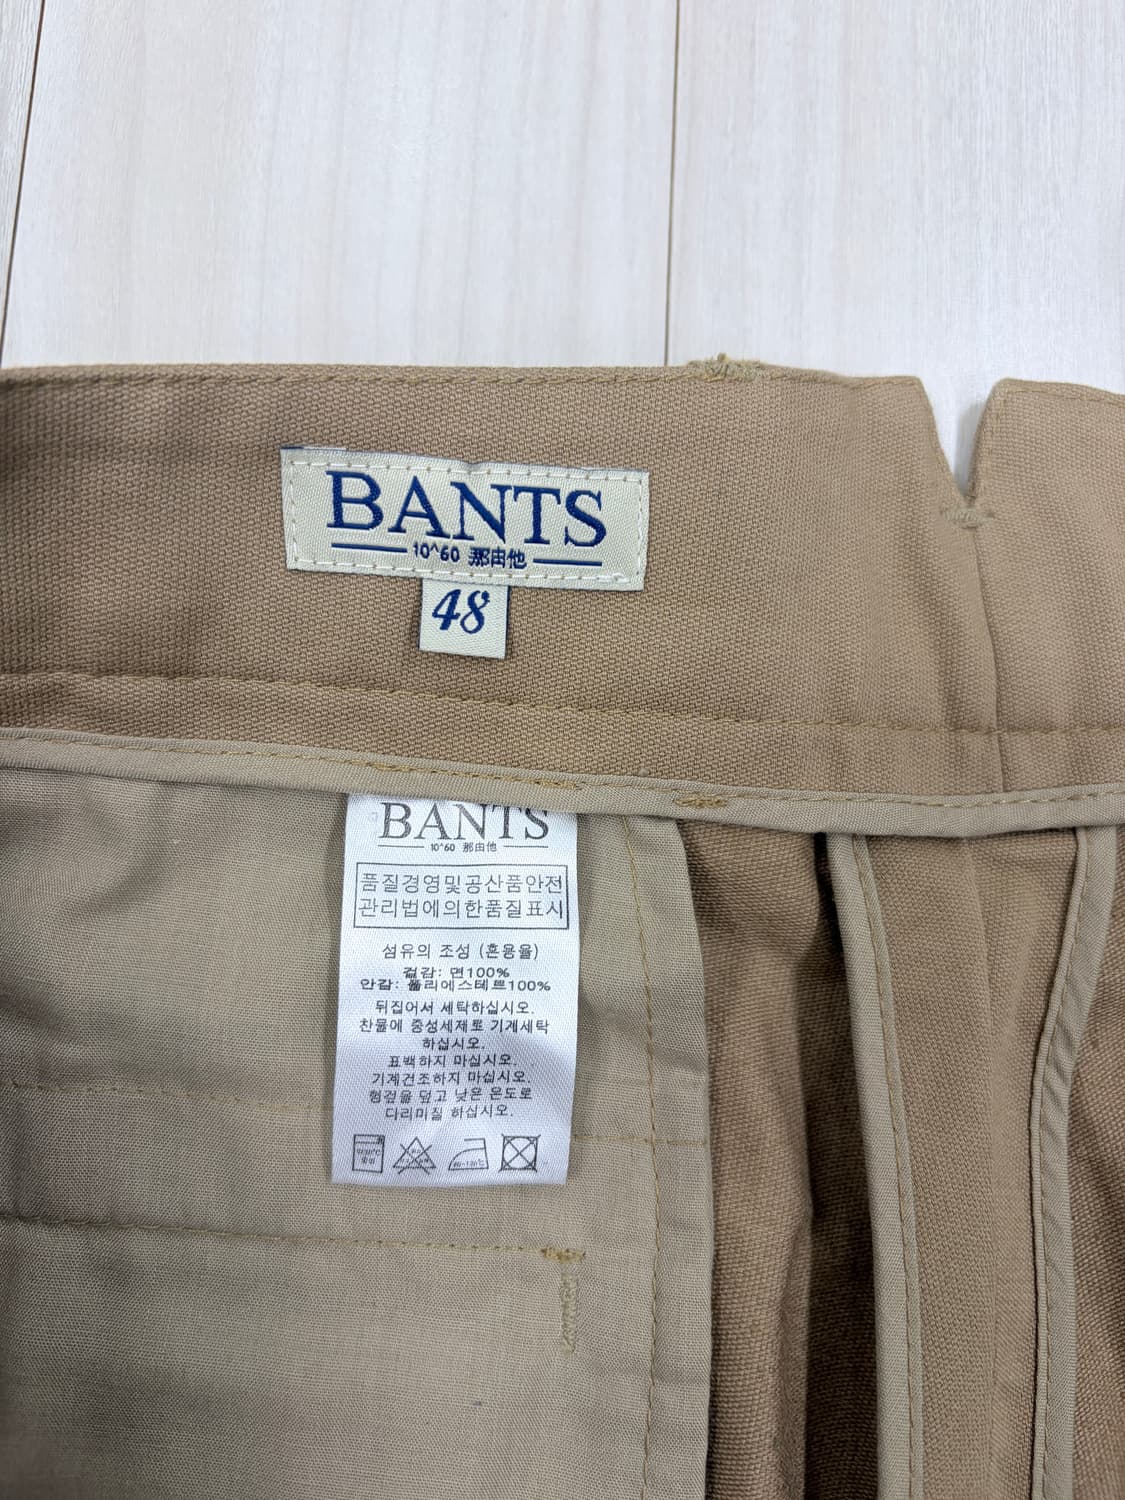 BANTS
10^60 那由他
48
BANTS
10^60 那由他
품질경영및공산품안전
관리법에의한품질표시
섬유의 조성 (혼용율)
겉감: 면100%
안감: 폴리에스테르100%
뒤집어서 세탁하십시오.
찬물에 중성세제로 기계세탁
하십시오.
표백하지 마십시오.
기계건조하지 마십시오.
헝겊을 덮고 낮은 온도로
다리미질 하십시오.